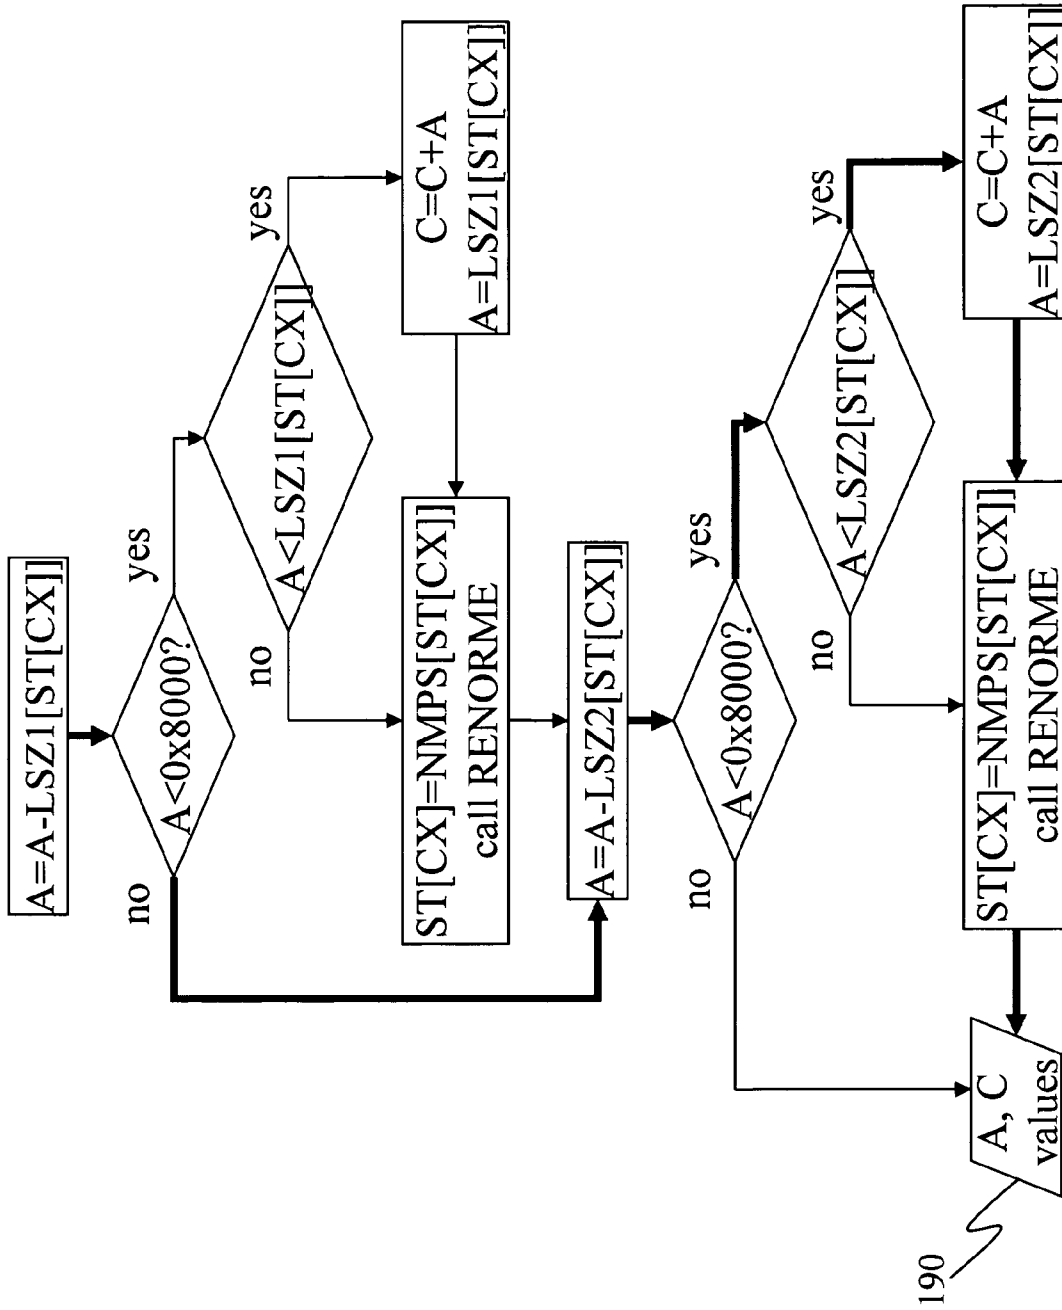 A=A-LSZ1[ST[CX]]
A<0x8000?
no
yes
A<LSZ1[ST[CX]]
no
yes
C=C+A
A=LSZ1[ST[CX]]
ST[CX]=NMPS[ST[CX]]
call RENORME
A=A-LSZ2[ST[CX]]
A<0x8000?
no
yes
A<LSZ2[ST[CX]]
no
yes
C=C+A
A=LSZ2[ST[CX]]
ST[CX]=NMPS[ST[CX]]
call RENORME
A, C
values
190